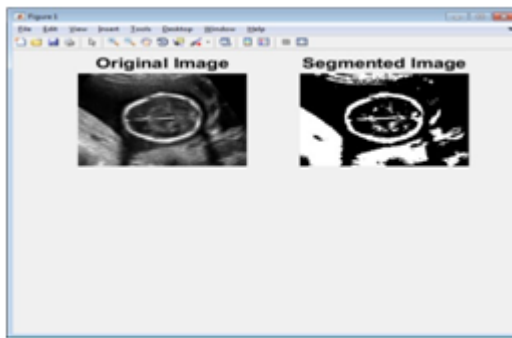 Figure 1
File Edit View Insert Tools Desktop Window Help
Original Image Segmented Image